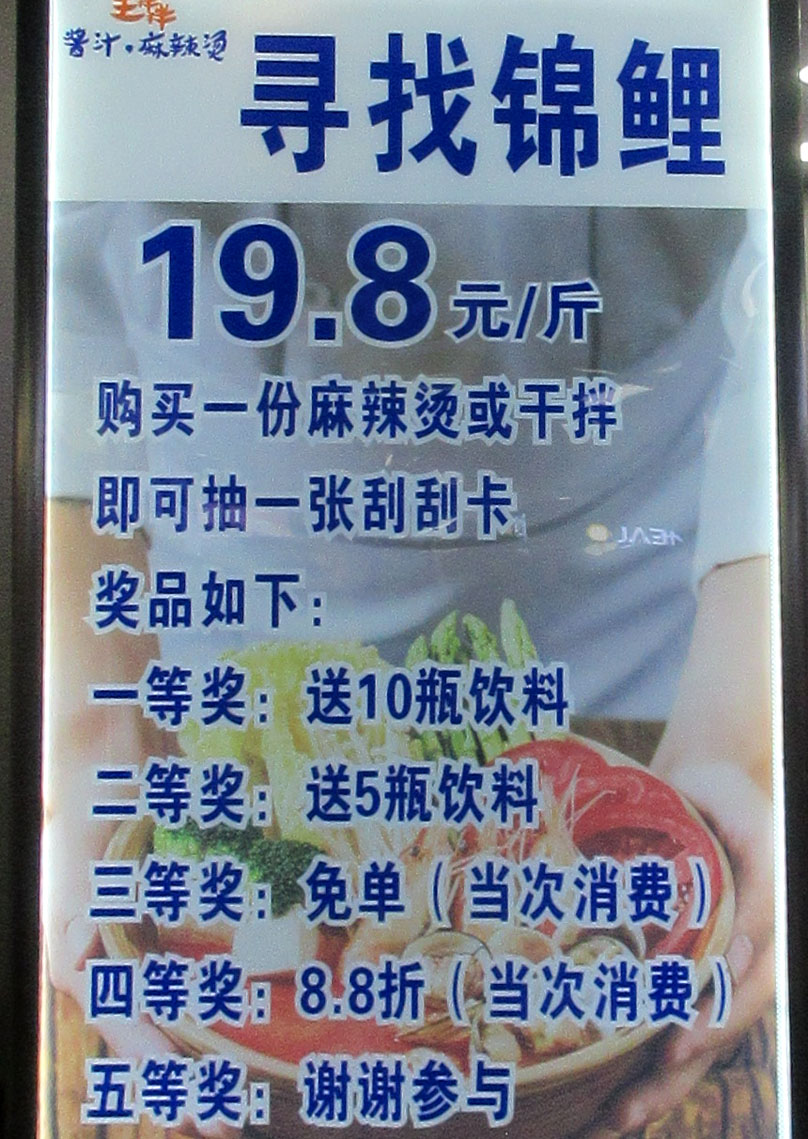 酱汁·麻辣烫
寻找锦鲤
19.8元/斤
购买一份麻辣烫或干拌
即可抽一张刮刮卡
奖品如下：
一等奖：送10瓶饮料
二等奖：送5瓶饮料
三等奖：免单（当次消费）
四等奖：8.8折（当次消费）
五等奖：谢谢参与